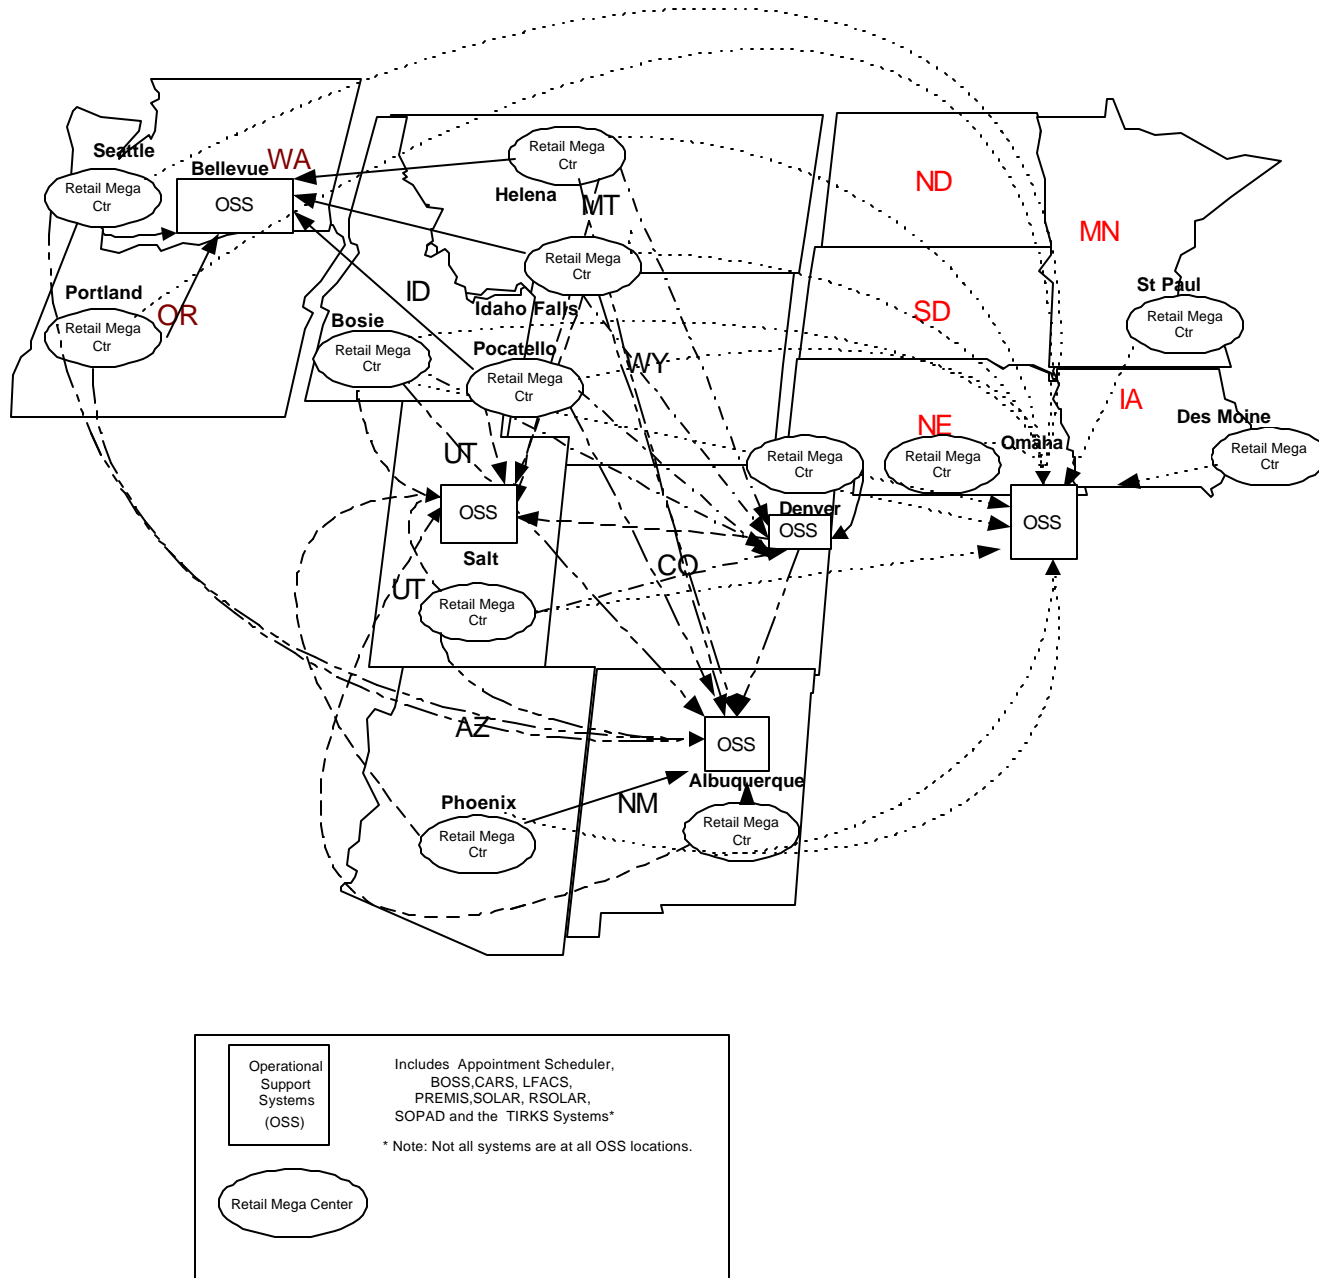 Seattle
Retail Mega
Ctr
Bellevue
WA
OSS
Retail Mega
Ctr
Helena
MT
ND
MN
Portland
Retail Mega
Ctr
OR
ID
Retail Mega
Ctr
Idaho Falls
SD
St Paul
Retail Mega
Ctr
Bosie
Retail Mega
Ctr
Pocatello
Retail Mega
Ctr
WY
IA
NE
Omaha
Des Moine
Retail Mega
Ctr
Retail Mega
Ctr
Retail Mega
Ctr
UT
OSS
Salt
Denver
OSS
OSS
CO
UT
Retail Mega
Ctr
AZ
OSS
Albuquerque
Phoenix
Retail Mega
Ctr
NM
Retail Mega
Ctr
Operational
Support
Systems
(OSS)
Includes Appointment Scheduler,
BOSS,CARS, LFACS,
PREMIS,SOLAR, RSOLAR,
SOPAD and the TIRKS Systems*
* Note: Not all systems are at all OSS locations.
Retail Mega Center